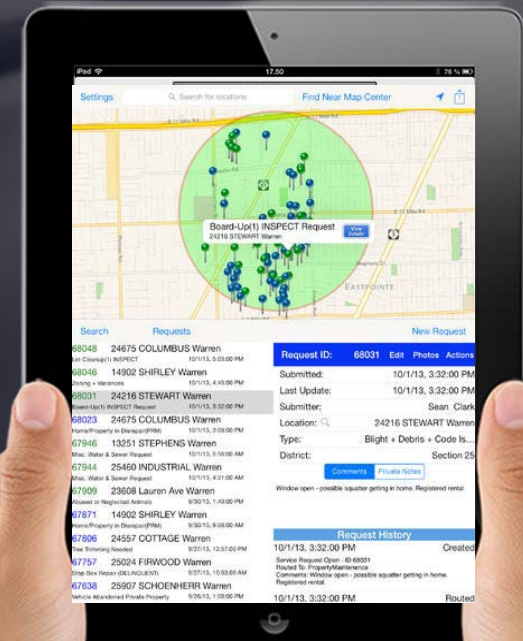 iPad 17.50 76 %
Settings Search for locations Find Near Map Center
Board-Up(1) INSPECT Request View Details
24216 STEWART Warren
EASTPOINTE
Search Requests New Request
68048 24675 COLUMBUS Warren
Lot Cleanup(1) INSPECT 10/1/13, 5:03:00 PM
68046 14902 SHIRLEY Warren
Zoning + Variances 10/1/13, 4:45:00 PM
68031 24216 STEWART Warren
Board-Up(1) INSPECT Request 10/1/13, 3:32:00 PM
68023 24675 COLUMBUS Warren
Home/Property in Disrepair(PRM) 10/1/13, 3:09:00 PM
67946 13251 STEPHENS Warren
Misc. Water & Sewer Request 10/1/13, 5:56:00 AM
67944 25460 INDUSTRIAL Warren
Misc. Water & Sewer Request 10/1/13, 4:21:00 AM
67909 23608 Lauren Ave Warren
Abused or Neglected Animals 9/30/13, 1:40:00 PM
67871 14902 SHIRLEY Warren
Home/Property in Disrepair(PRM) 9/30/13, 9:08:00 AM
67806 24557 COTTAGE Warren
Tree Trimming Needed 9/27/13, 12:57:00 PM
67757 25024 FIRWOOD Warren
Stop Box Repair (DELINQUENT) 9/27/13, 10:03:00 AM
67638 25907 SCHOENHERR Warren
Vehicle Abandoned Private Property 9/26/13, 1:08:00 PM
Request ID: 68031 Edit Photos Actions
Submitted: 10/1/13, 3:32:00 PM
Last Update: 10/1/13, 3:32:00 PM
Submitter: Sean Clark
Location: 24216 STEWART Warren
Type: Blight + Debris + Code Is...
District: Section 25
Comments Private Notes
Window open - possible squatter getting in home. Registered rental.
Request History
10/1/13, 3:32:00 PM Created
Service Request Open - ID 68031
Routed To: PropertyMaintenance
Comments: Window open - possible squatter getting in home.
Registered rental.
10/1/13, 3:32:00 PM Routed